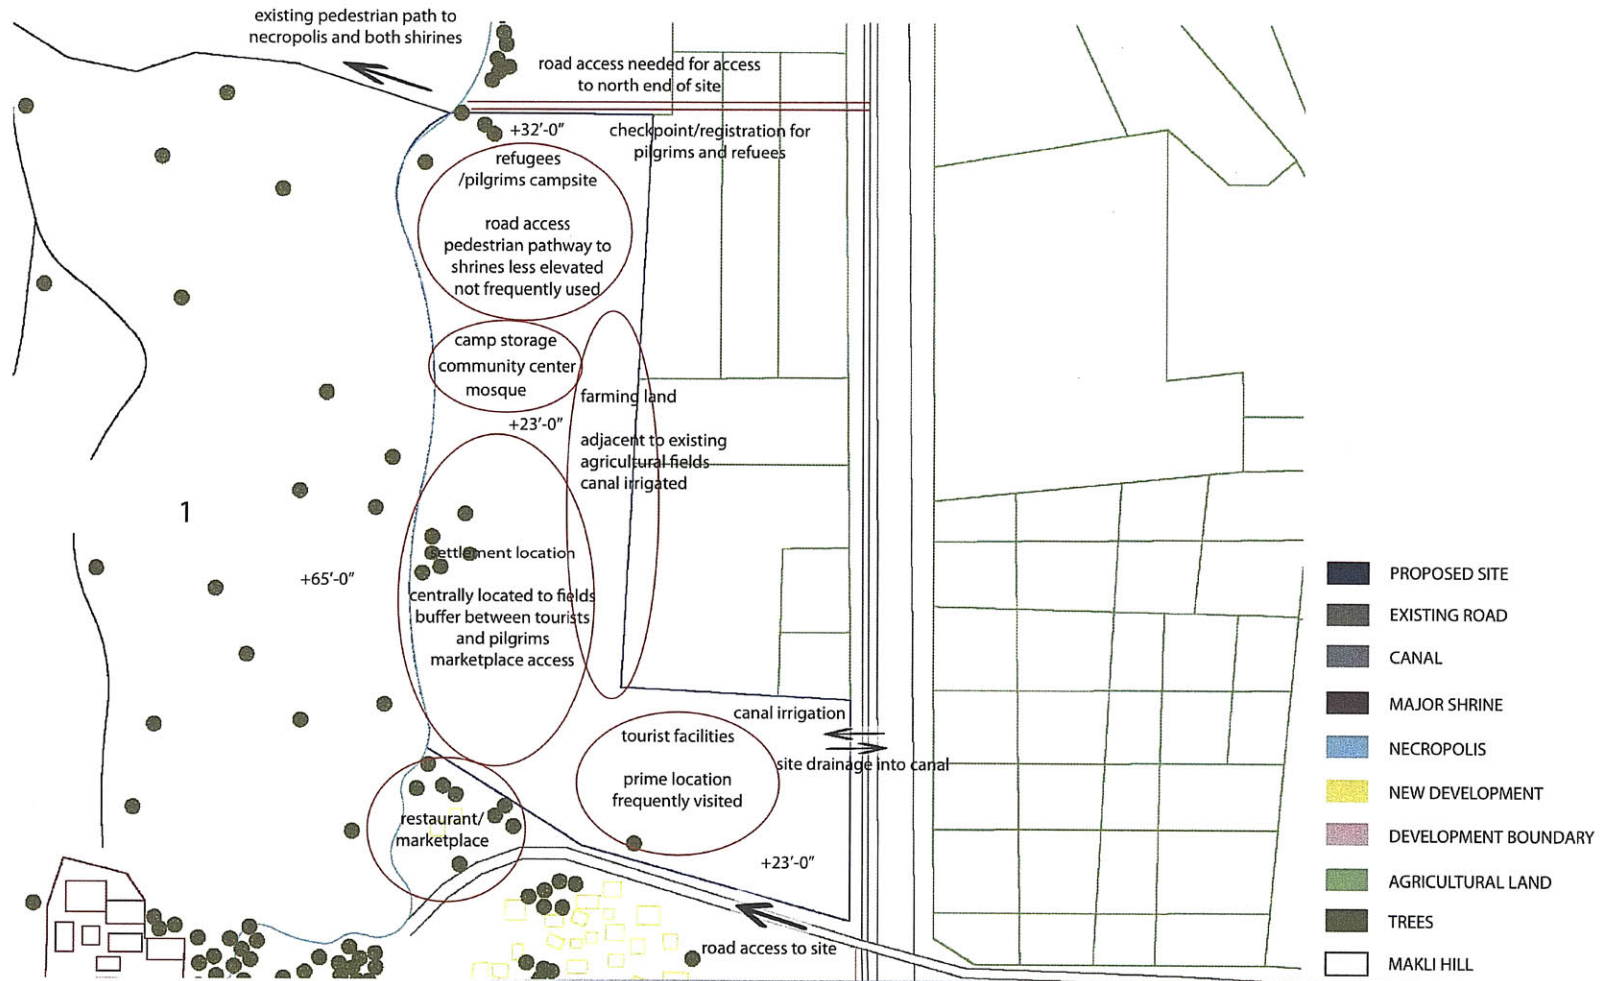 existing pedestrian path to
necropolis and both shirines
road access needed for access
to north end of site
+32'-0"
checkpoint/registration for
pilgrims and refuees
refugees
/pilgrims campsite
road access
pedestrian pathway to
shrines less elevated
not frequently used
camp storage
community center
mosque
farming land
+23'-0"
adjacent to existing
agricultural fields
canal irrigated
1
settlement location
+65'-0"
centrally located to fields
buffer between tourists
and pilgrims
marketplace access
canal irrigation
tourist facilities
site drainage into canal
prime location
frequently visited
restaurant/
marketplace
+23'-0"
road access to site
PROPOSED SITE
EXISTING ROAD
CANAL
MAJOR SHRINE
NECROPOLIS
NEW DEVELOPMENT
DEVELOPMENT BOUNDARY
AGRICULTURAL LAND
TREES
MAKLI HILL